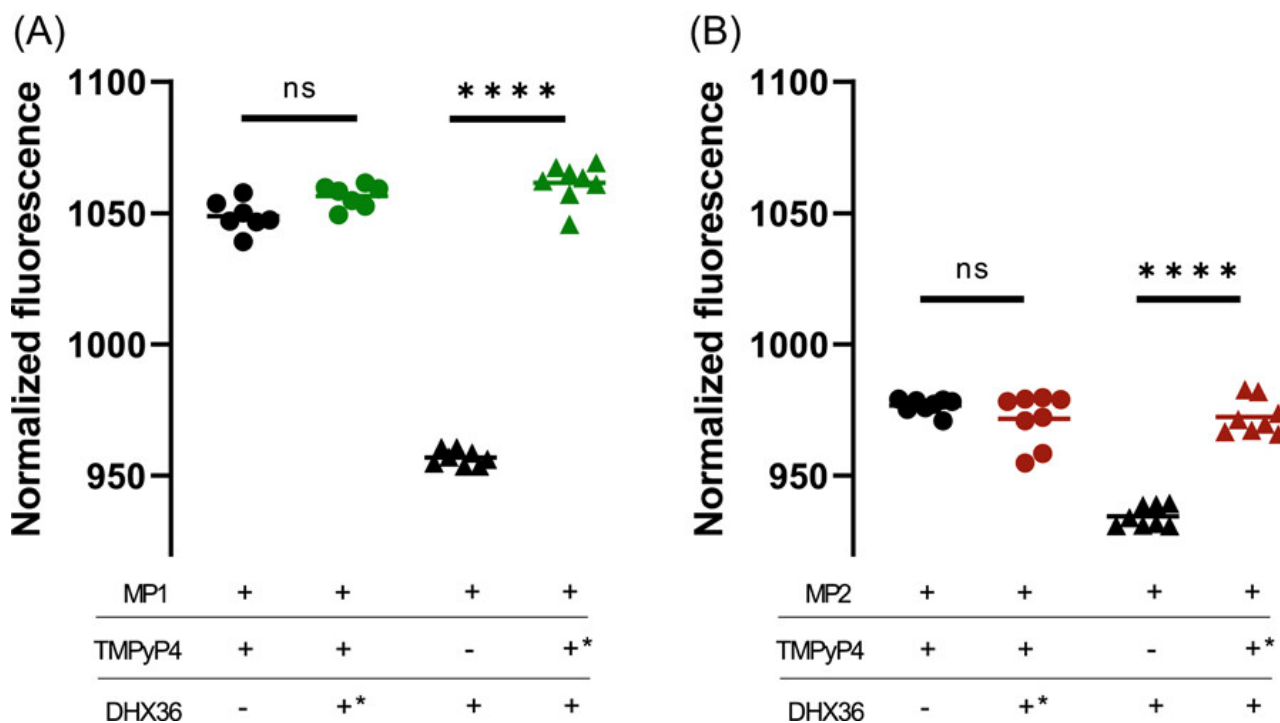 (A)
Normalized fluorescence
1100
1050
1000
950
ns
****
MP1 + + + +
TMPyP4 + + - +*
DHX36 - +* + +
(B)
Normalized fluorescence
1100
1050
1000
950
ns
****
MP2 + + + +
TMPyP4 + + - +*
DHX36 - +* + +